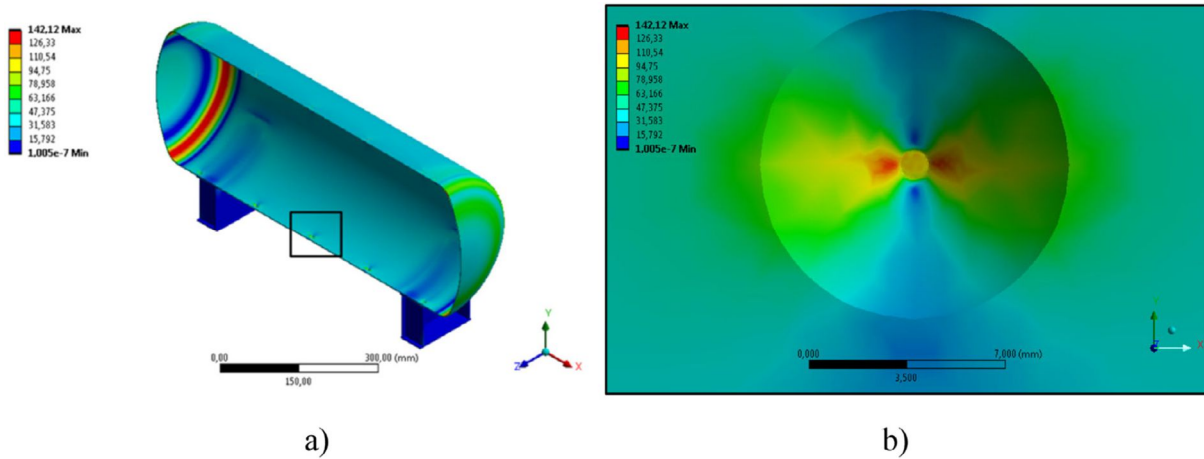 142,12 Max
126,33
110,54
94,75
78,958
63,166
47,375
31,583
15,792
1,005e-7 Min
0,00
300,00 (mm)
150,00
Y
Z
X
a)
142,12 Max
126,33
110,54
94,75
78,958
63,166
47,375
31,583
15,792
1,005e-7 Min
0,000
7,000 (mm)
3,500
Y
Z
X
b)